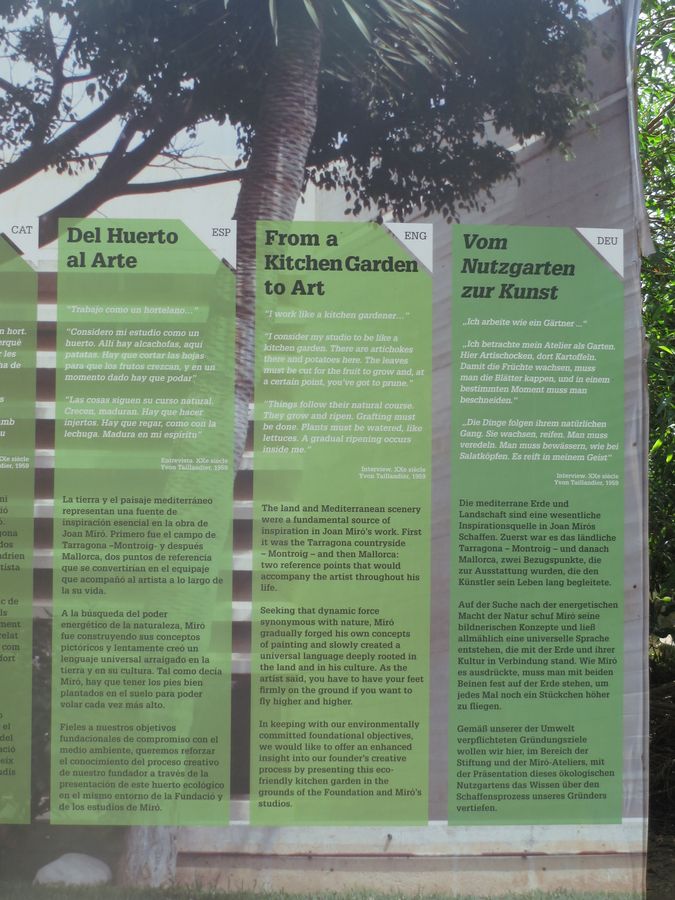 CAT
n hort.
erquè
r les
na de
s
amb
u
XXe siècle
ndier, 1959
mi
s
ó.
gona
dos
ndrien
tista
c de
ls
ment
relat
com
fort
o
el
del
ació
eix
udis
Del Huerto
al Arte
ESP
“Trabajo como un hortelano...”
“Considero mi estudio como un
huerto. Allí hay alcachofas, aquí
patatas. Hay que cortar las hojas
para que los frutos crezcan, y en un
momento dado hay que podar”
“Las cosas siguen su curso natural.
Crecen, maduran. Hay que hacer
injertos. Hay que regar, como con la
lechuga. Madura en mi espíritu”
Entrevista. XXe siècle
Yvon Taillandier, 1959
La tierra y el paisaje mediterráneo
representan una fuente de
inspiración esencial en la obra de
Joan Miró. Primero fue el campo de
Tarragona –Montroig- y después
Mallorca, dos puntos de referencia
que se convertirían en el equipaje
que acompañó al artista a lo largo de
la su vida.
A la búsqueda del poder
energético de la naturaleza, Miró
fue construyendo sus conceptos
pictóricos y lentamente creó un
lenguaje universal arraigado en la
tierra y en su cultura. Tal como decía
Miró, hay que tener los pies bien
plantados en el suelo para poder
volar cada vez más alto.
Fieles a nuestros objetivos
fundacionales de compromiso con el
medio ambiente, queremos reforzar
el conocimiento del proceso creativo
de nuestro fundador a través de la
presentación de este huerto ecológico
en el mismo entorno de la Fundació y
de los estudios de Miró.
From a
Kitchen Garden
to Art
ENG
“I work like a kitchen gardener...”
“I consider my studio to be like a
kitchen garden. There are artichokes
there and potatoes here. The leaves
must be cut for the fruit to grow and, at
a certain point, you’ve got to prune.”
“Things follow their natural course.
They grow and ripen. Grafting must
be done. Plants must be watered, like
lettuces. A gradual ripening occurs
inside me.”
Interview. XXe siècle
Yvon Taillandier, 1959
The land and Mediterranean scenery
were a fundamental source of
inspiration in Joan Miró’s work. First
it was the Tarragona countryside
– Montroig – and then Mallorca:
two reference points that would
accompany the artist throughout his
life.
Seeking that dynamic force
synonymous with nature, Miró
gradually forged his own concepts
of painting and slowly created a
universal language deeply rooted in
the land and in his culture. As the
artist said, you have to have your feet
firmly on the ground if you want to
fly higher and higher.
In keeping with our environmentally
committed foundational objectives,
we would like to offer an enhanced
insight into our founder’s creative
process by presenting this eco-
friendly kitchen garden in the
grounds of the Foundation and Miró’s
studios.
Vom
Nutzgarten
zur Kunst
DEU
„Ich arbeite wie ein Gärtner ...“
„Ich betrachte mein Atelier als Garten.
Hier Artischocken, dort Kartoffeln.
Damit die Früchte wachsen, muss
man die Blätter kappen, und in einem
bestimmten Moment muss man
beschneiden.“
„Die Dinge folgen ihrem natürlichen
Gang. Sie wachsen, reifen. Man muss
veredeln. Man muss bewässern, wie bei
Salatköpfen. Es reift in meinem Geist“
Interview. XXe siècle
Yvon Taillandier, 1959
Die mediterrane Erde und
Landschaft sind eine wesentliche
Inspirationsquelle in Joan Mirós
Schaffen. Zuerst war es das ländliche
Tarragona – Montroig – und danach
Mallorca, zwei Bezugspunkte, die
zur Ausstattung wurden, die den
Künstler sein Leben lang begleitete.
Auf der Suche nach der energetischen
Macht der Natur schuf Miró seine
bildnerischen Konzepte und ließ
allmählich eine universelle Sprache
entstehen, die mit der Erde und ihrer
Kultur in Verbindung stand. Wie Miró
es ausdrückte, muss man mit beiden
Beinen fest auf der Erde stehen, um
jedes Mal noch ein Stückchen höher
zu fliegen.
Gemäß unserer der Umwelt
verpflichteten Gründungsziele
wollen wir hier, im Bereich der
Stiftung und der Miró-Ateliers, mit
der Präsentation dieses ökologischen
Nutzgartens das Wissen über den
Schaffensprozess unseres Gründers
vertiefen.